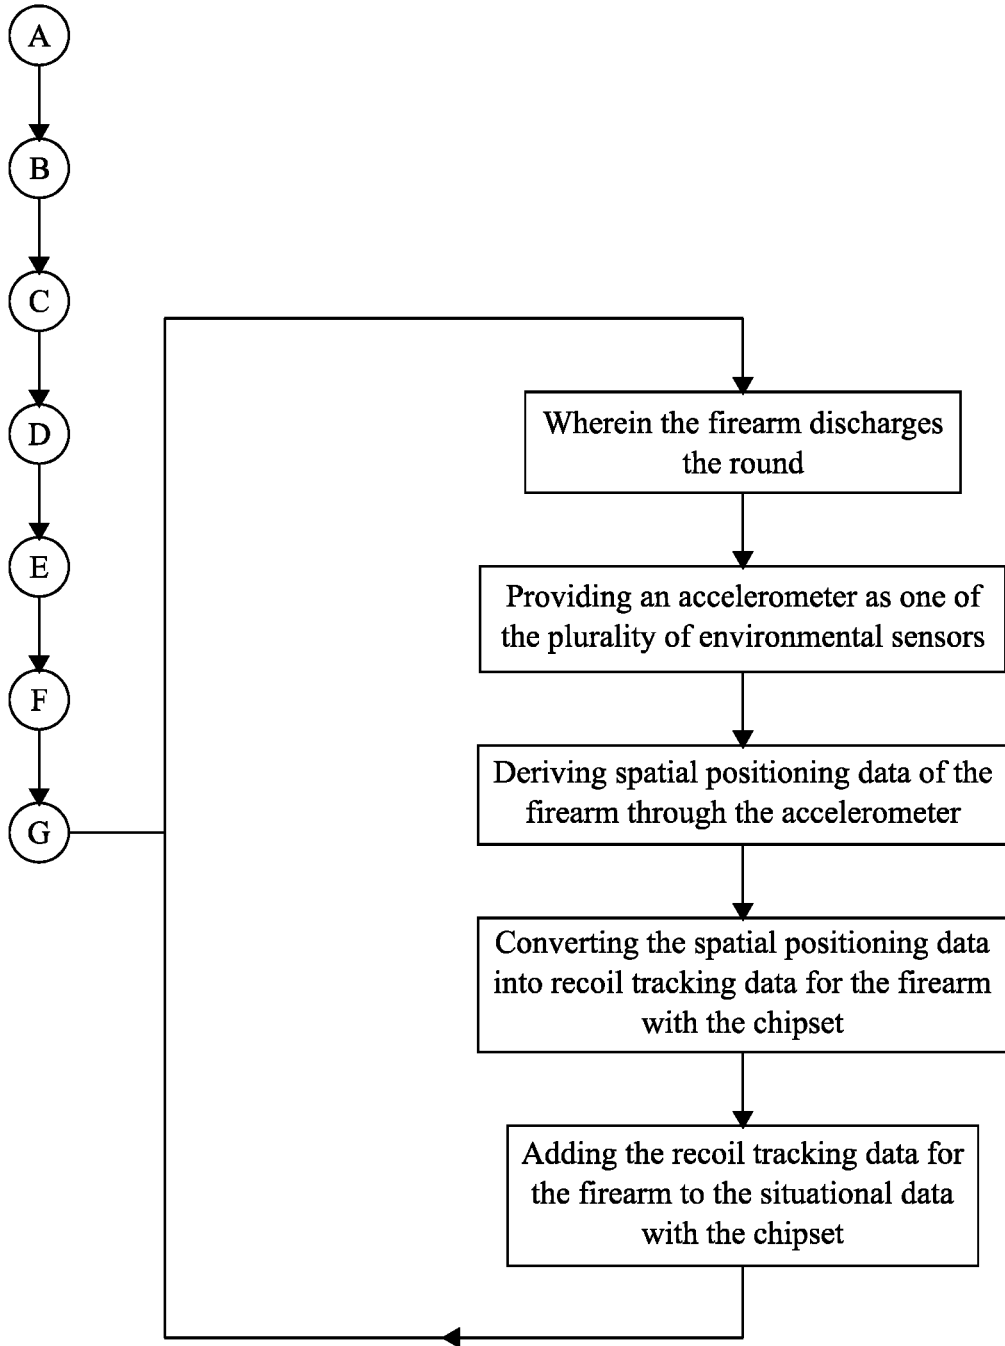 A
B
C
D
E
F
G
Wherein the firearm discharges
the round
Providing an accelerometer as one of
the plurality of environmental sensors
Deriving spatial positioning data of the
firearm through the accelerometer
Converting the spatial positioning data
into recoil tracking data for the firearm
with the chipset
Adding the recoil tracking data for
the firearm to the situational data
with the chipset